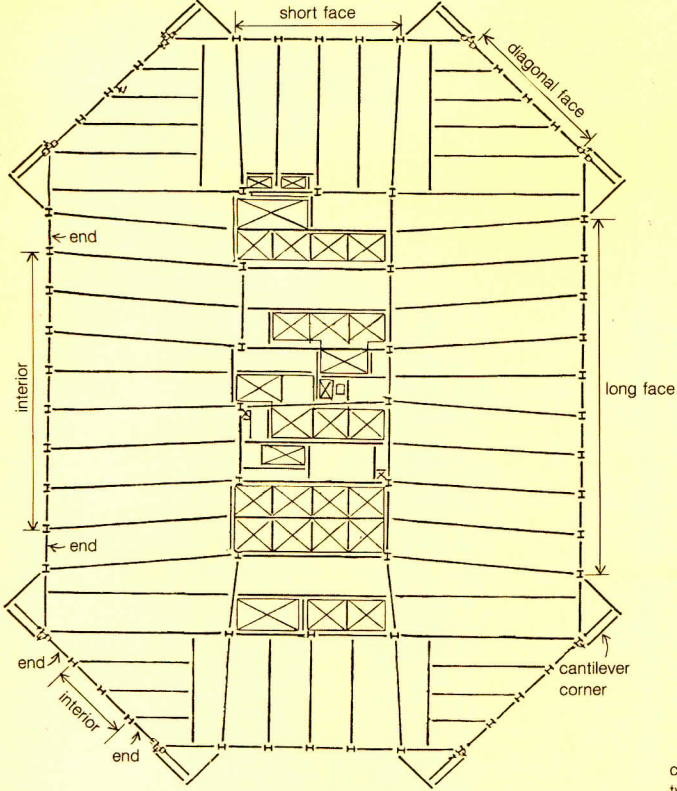 short face
diagonal face
end
interior
long face
end
end
interior
end
cantilever
corner
c